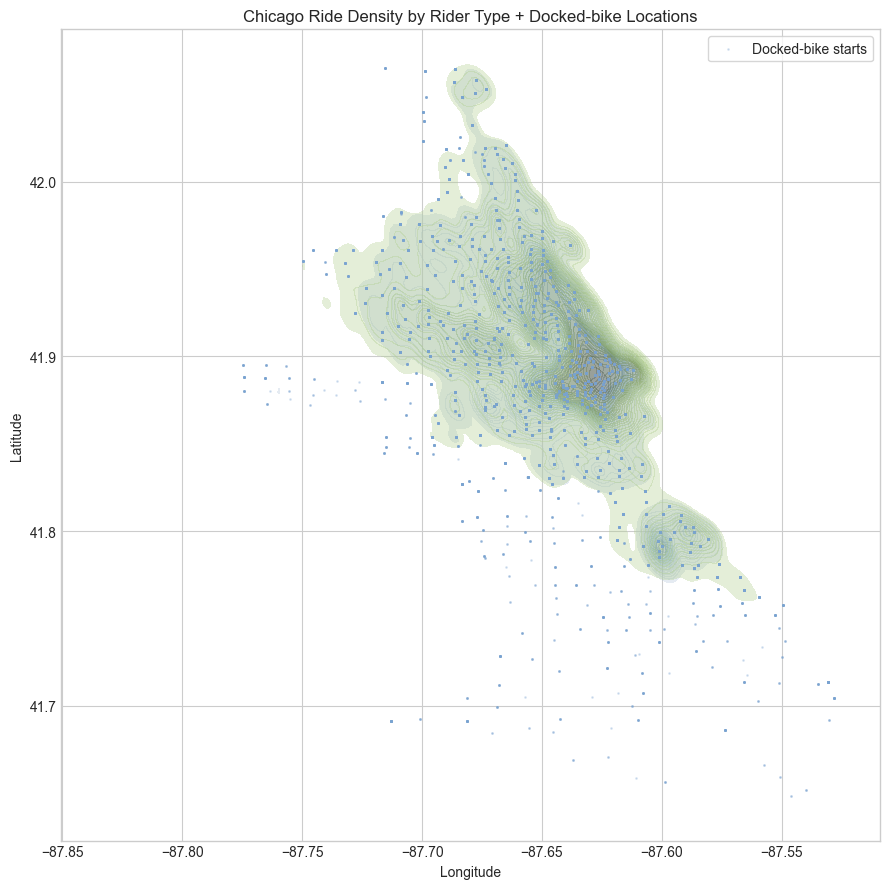 Chicago Ride Density by Rider Type + Docked-bike Locations
Docked-bike starts
42.0
41.9
41.8
41.7
Latitude
−87.85
−87.80
−87.75
−87.70
−87.65
−87.60
−87.55
Longitude